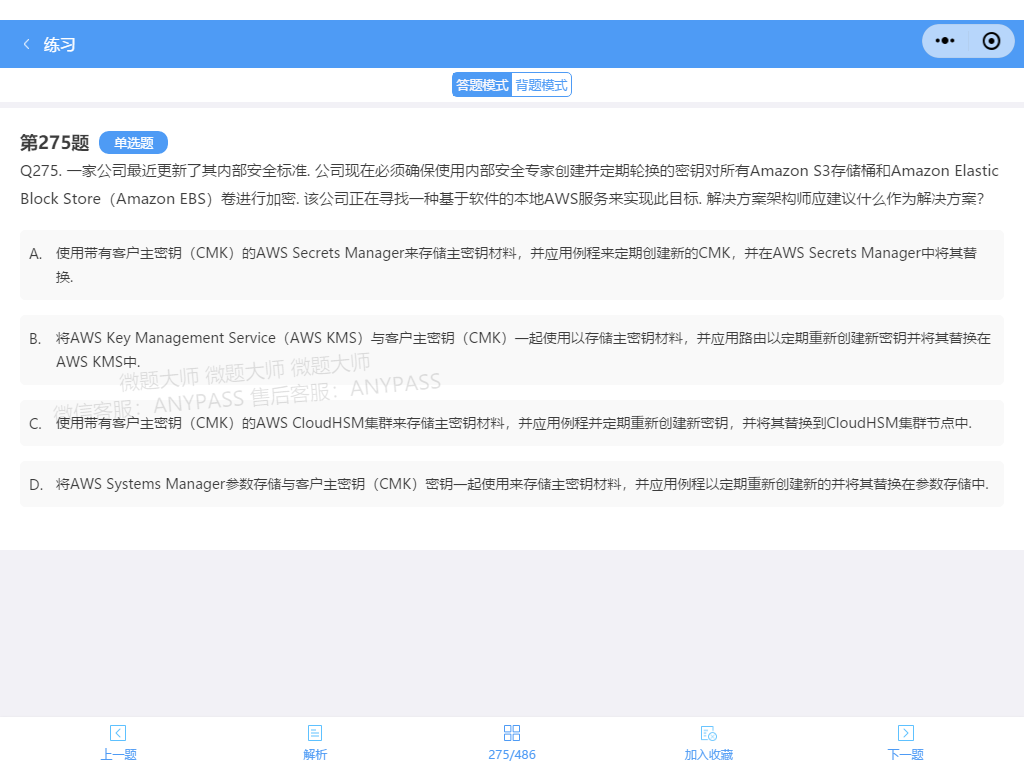 练习
答题模式 背题模式
第275题 单选题
Q275. 一家公司最近更新了其内部安全标准. 公司现在必须确保使用内部安全专家创建并定期轮换的密钥对所有Amazon S3存储桶和Amazon Elastic
Block Store（Amazon EBS）卷进行加密. 该公司正在寻找一种基于软件的本地AWS服务来实现此目标. 解决方案架构师应建议什么作为解决方案？
A. 使用带有客户主密钥（CMK）的AWS Secrets Manager来存储主密钥材料，并应用例程来定期创建新的CMK，并在AWS Secrets Manager中将其替
换.
B. 将AWS Key Management Service（AWS KMS）与客户主密钥（CMK）一起使用以存储主密钥材料，并应用路由以定期重新创建新密钥并将其替换在
AWS KMS中.
微题大师 微题大师 微题大师
微信客服：ANYPASS 售后客服：ANYPASS
C. 使用带有客户主密钥（CMK）的AWS CloudHSM集群来存储主密钥材料，并应用例程并定期重新创建新密钥，并将其替换到CloudHSM集群节点中.
D. 将AWS Systems Manager参数存储与客户主密钥（CMK）密钥一起使用来存储主密钥材料，并应用例程以定期重新创建新的并将其替换在参数存储中.
上一题 解析 275/486 加入收藏 下一题